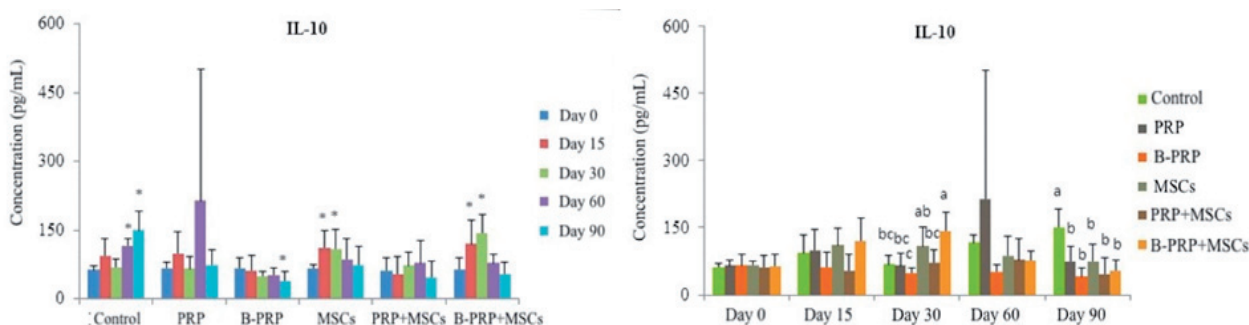 IL-10
Concentration (pg/mL)
600
450
300
150
0
* * * * * * *
*
Control PRP B-PRP MSCs PRP+MSCs B-PRP+MSCs
Day 0
Day 15
Day 30
Day 60
Day 90
IL-10
Concentration (pg/mL)
600
450
300
150
0
bc bc c ab bc a
a b b b b b
Day 0 Day 15 Day 30 Day 60 Day 90
Control
PRP
B-PRP
MSCs
PRP+MSCs
B-PRP+MSCs